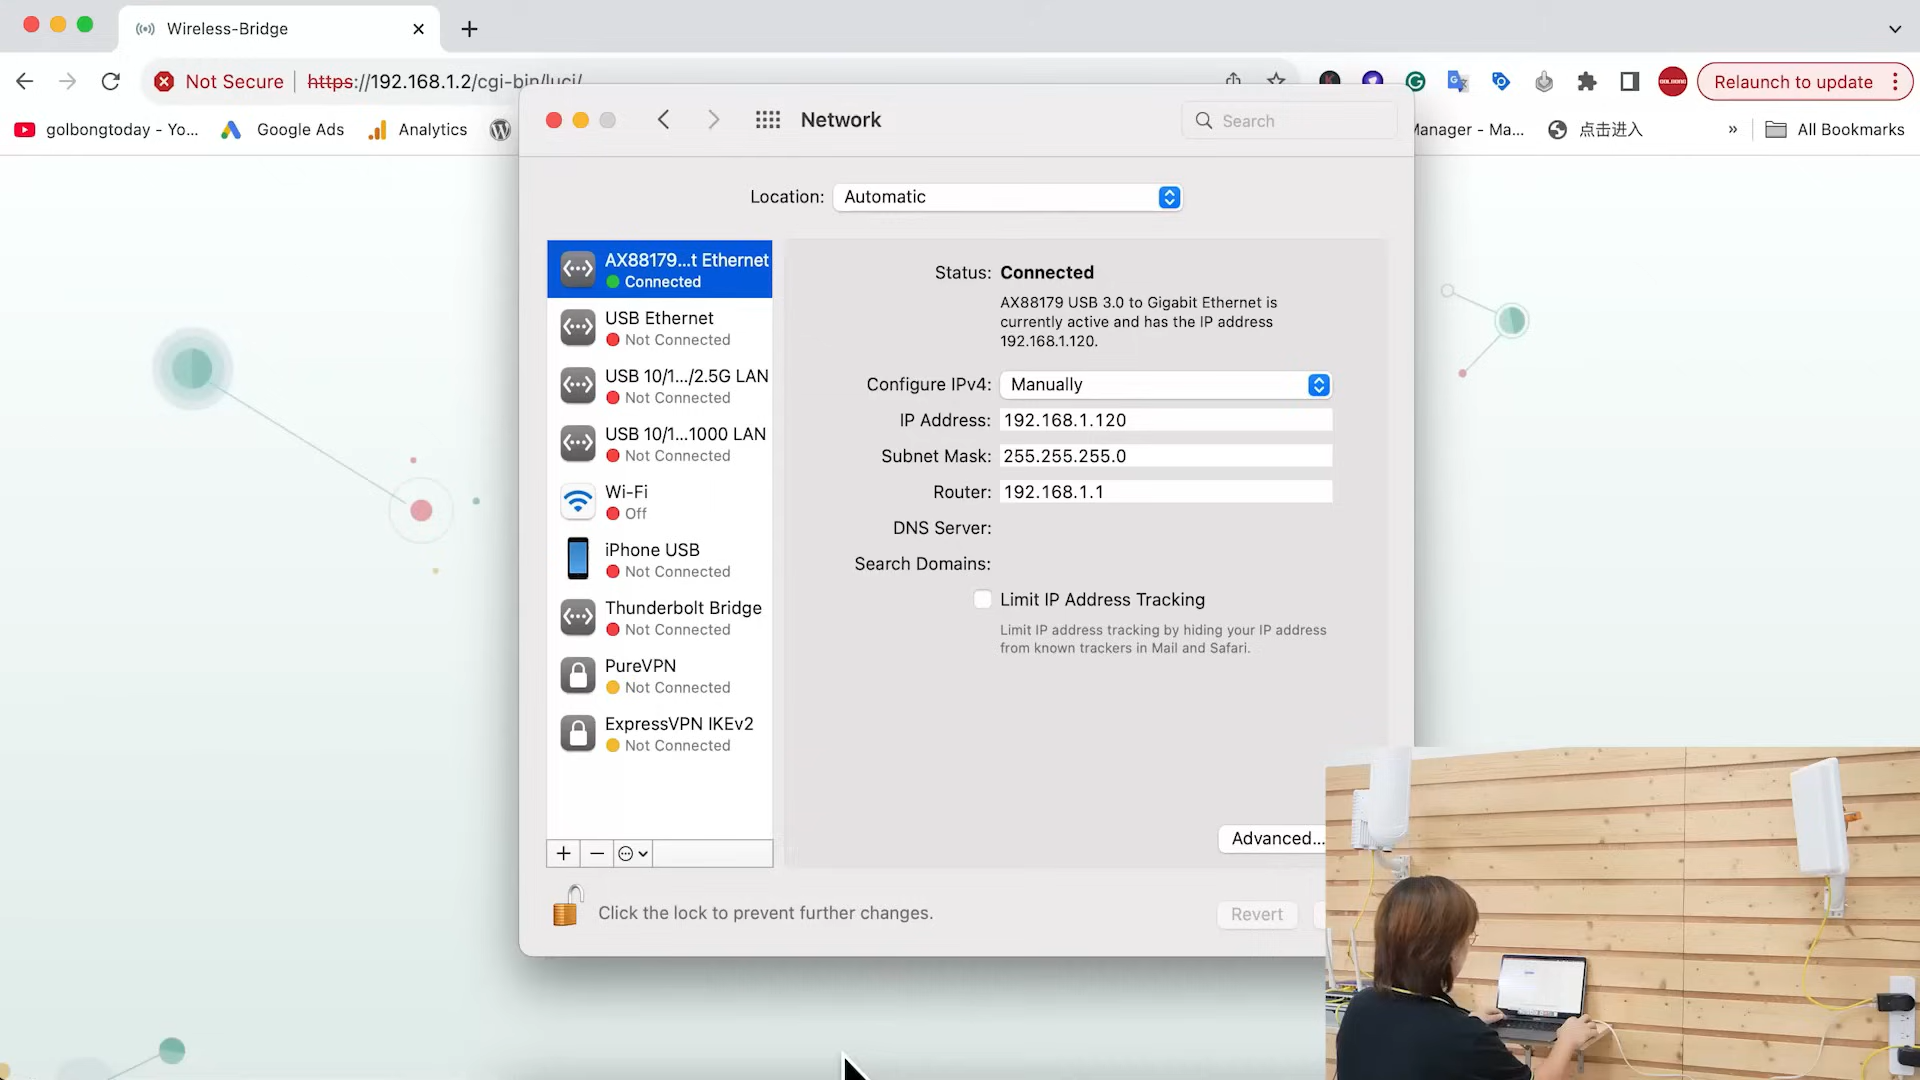 Wireless-Bridge
Not Secure
https://192.168.1.2/cgi-bin/luci/
Relaunch to update
golbongtoday - Yo...
Google Ads
Analytics
Manager - Ma...
点击进入
»
All Bookmarks
Network
Search
Location:
Automatic
AX88179...t Ethernet
Connected
USB Ethernet
Not Connected
USB 10/1.../2.5G LAN
Not Connected
USB 10/1...1000 LAN
Not Connected
Wi-Fi
Off
iPhone USB
Not Connected
Thunderbolt Bridge
Not Connected
PureVPN
Not Connected
ExpressVPN IKEv2
Not Connected
Status: Connected
AX88179 USB 3.0 to Gigabit Ethernet is
currently active and has the IP address
192.168.1.120.
Configure IPv4: Manually
IP Address: 192.168.1.120
Subnet Mask: 255.255.255.0
Router: 192.168.1.1
DNS Server:
Search Domains:
Limit IP Address Tracking
Limit IP address tracking by hiding your IP address
from known trackers in Mail and Safari.
Advanced...
Click the lock to prevent further changes.
Revert